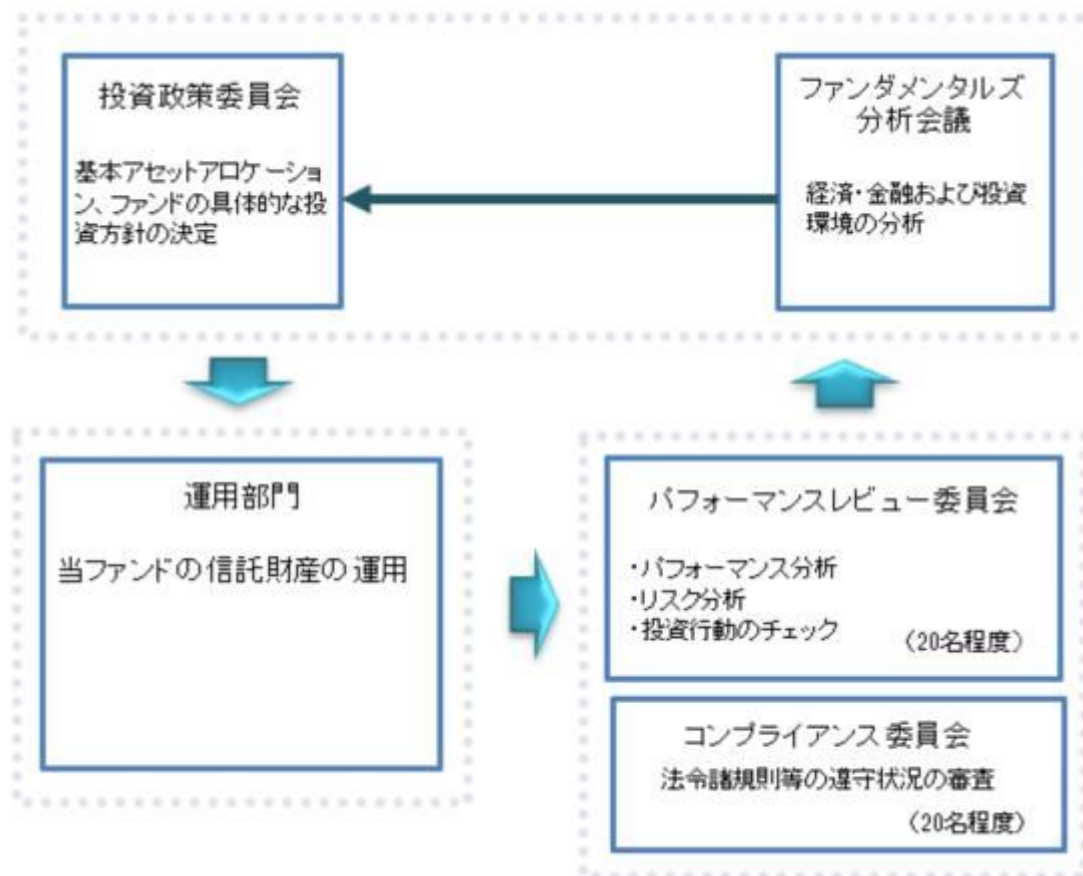 投資政策委員会
基本アセットアロケーショ
ン、ファンドの具体的な投
資方針の決定
ファンダメンタルズ
分析会議
経済・金融および投資
環境の分析
運用部門
当ファンドの信託財産の運用
パフォーマンスレビュー委員会
・パフォーマンス分析
・リスク分析
・投資行動のチェック
（20名程度）
コンプライアンス委員会
法令諸規則等の遵守状況の審査
（20名程度）